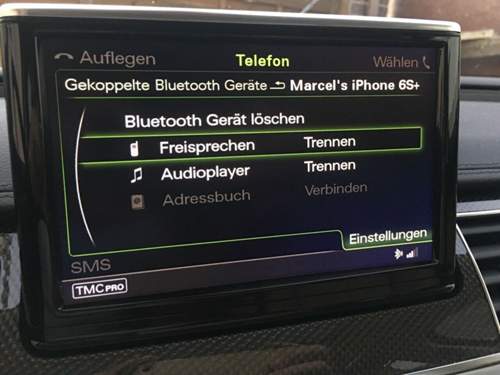 Auflegen Telefon Wählen
Gekoppelte Bluetooth Geräte Marcel's iPhone 6S+
Bluetooth Gerät löschen
Freisprechen Trennen
Audioplayer Trennen
Adressbuch Verbinden
Einstellungen
SMS
TMC PRO